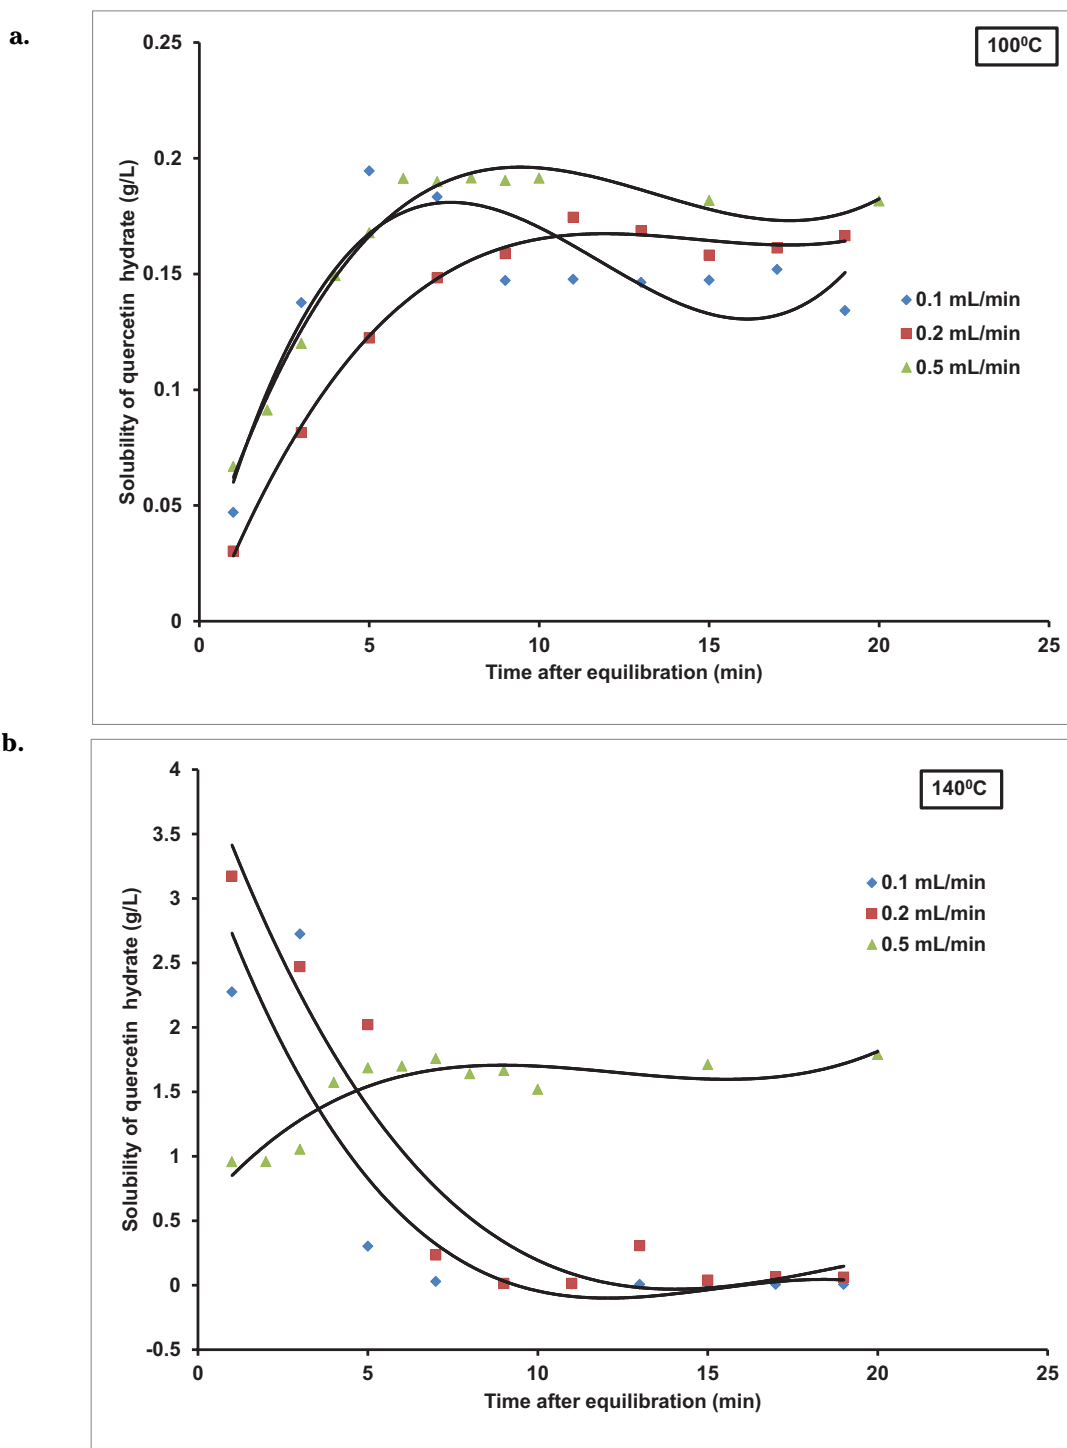 a.
100⁰C
0.25
0.2
0.15
0.1
0.05
0
Solubility of quercetin hydrate (g/L)
0 5 10 15 20 25
Time after equilibration (min)
0.1 mL/min
0.2 mL/min
0.5 mL/min
b.
140⁰C
4
3.5
3
2.5
2
1.5
1
0.5
0
-0.5
Solubility of quercetin hydrate (g/L)
0 5 10 15 20 25
Time after equilibration (min)
0.1 mL/min
0.2 mL/min
0.5 mL/min